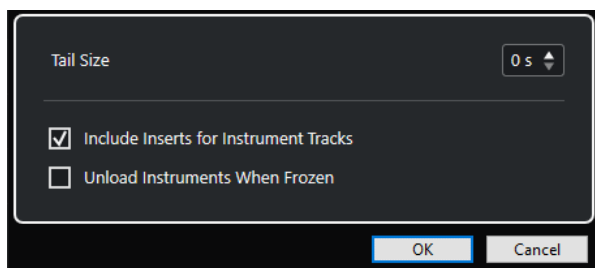 Tail Size
0 s
Include Inserts for Instrument Tracks
Unload Instruments When Frozen
OK
Cancel